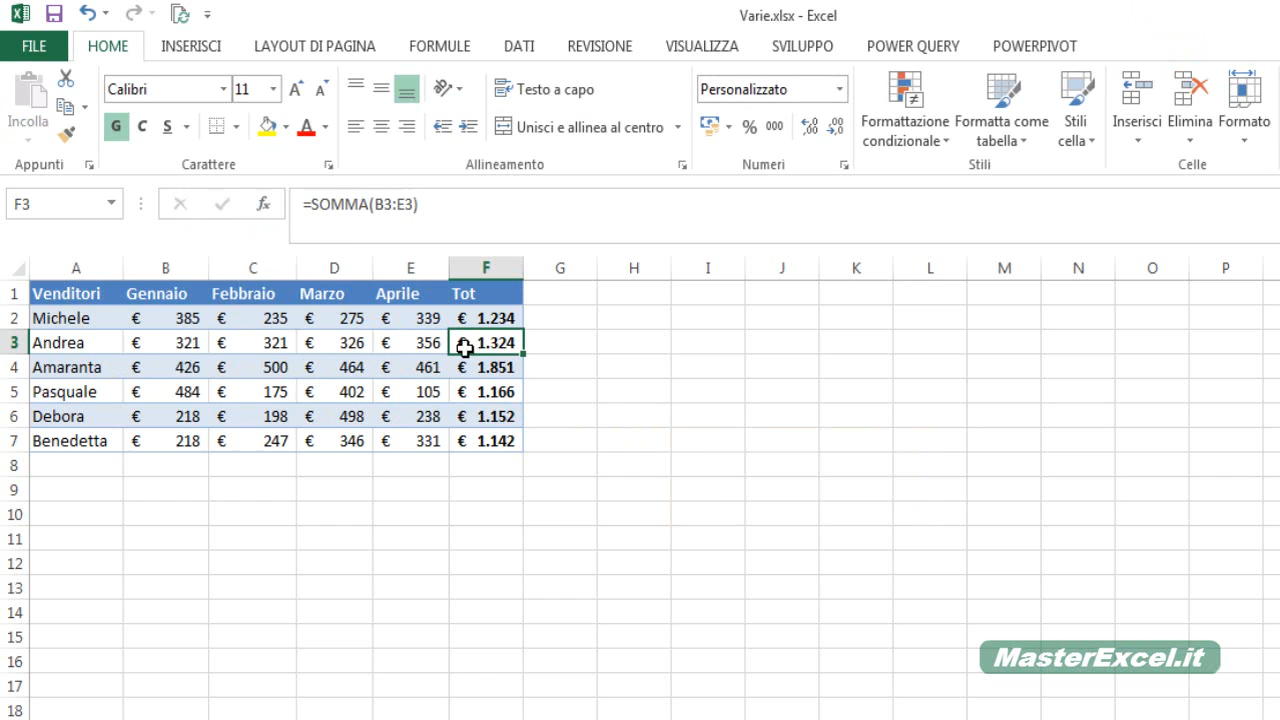 Varie.xlsx - Excel
FILE HOME INSERISCI LAYOUT DI PAGINA FORMULE DATI REVISIONE VISUALIZZA SVILUPPO POWER QUERY POWERPIVOT
Incolla
Calibri 11
G C S
Testo a capo
Unisci e allinea al centro
Personalizzato
% 000
Formattazione condizionale
Formatta come tabella
Stili cella
Inserisci Elimina Formato
Appunti Carattere Allineamento Numeri Stili Celle
F3 fx =SOMMA(B3:E3)
A B C D E F G H I J K L M N O P
1 Venditori Gennaio Febbraio Marzo Aprile Tot
2 Michele € 385 € 235 € 275 € 339 € 1.234
3 Andrea € 321 € 321 € 326 € 356 € 1.324
4 Amaranta € 426 € 500 € 464 € 461 € 1.851
5 Pasquale € 484 € 175 € 402 € 105 € 1.166
6 Debora € 218 € 198 € 498 € 238 € 1.152
7 Benedetta € 218 € 247 € 346 € 331 € 1.142
8
9
10
11
12
13
14
15
16
17
18
MasterExcel.it